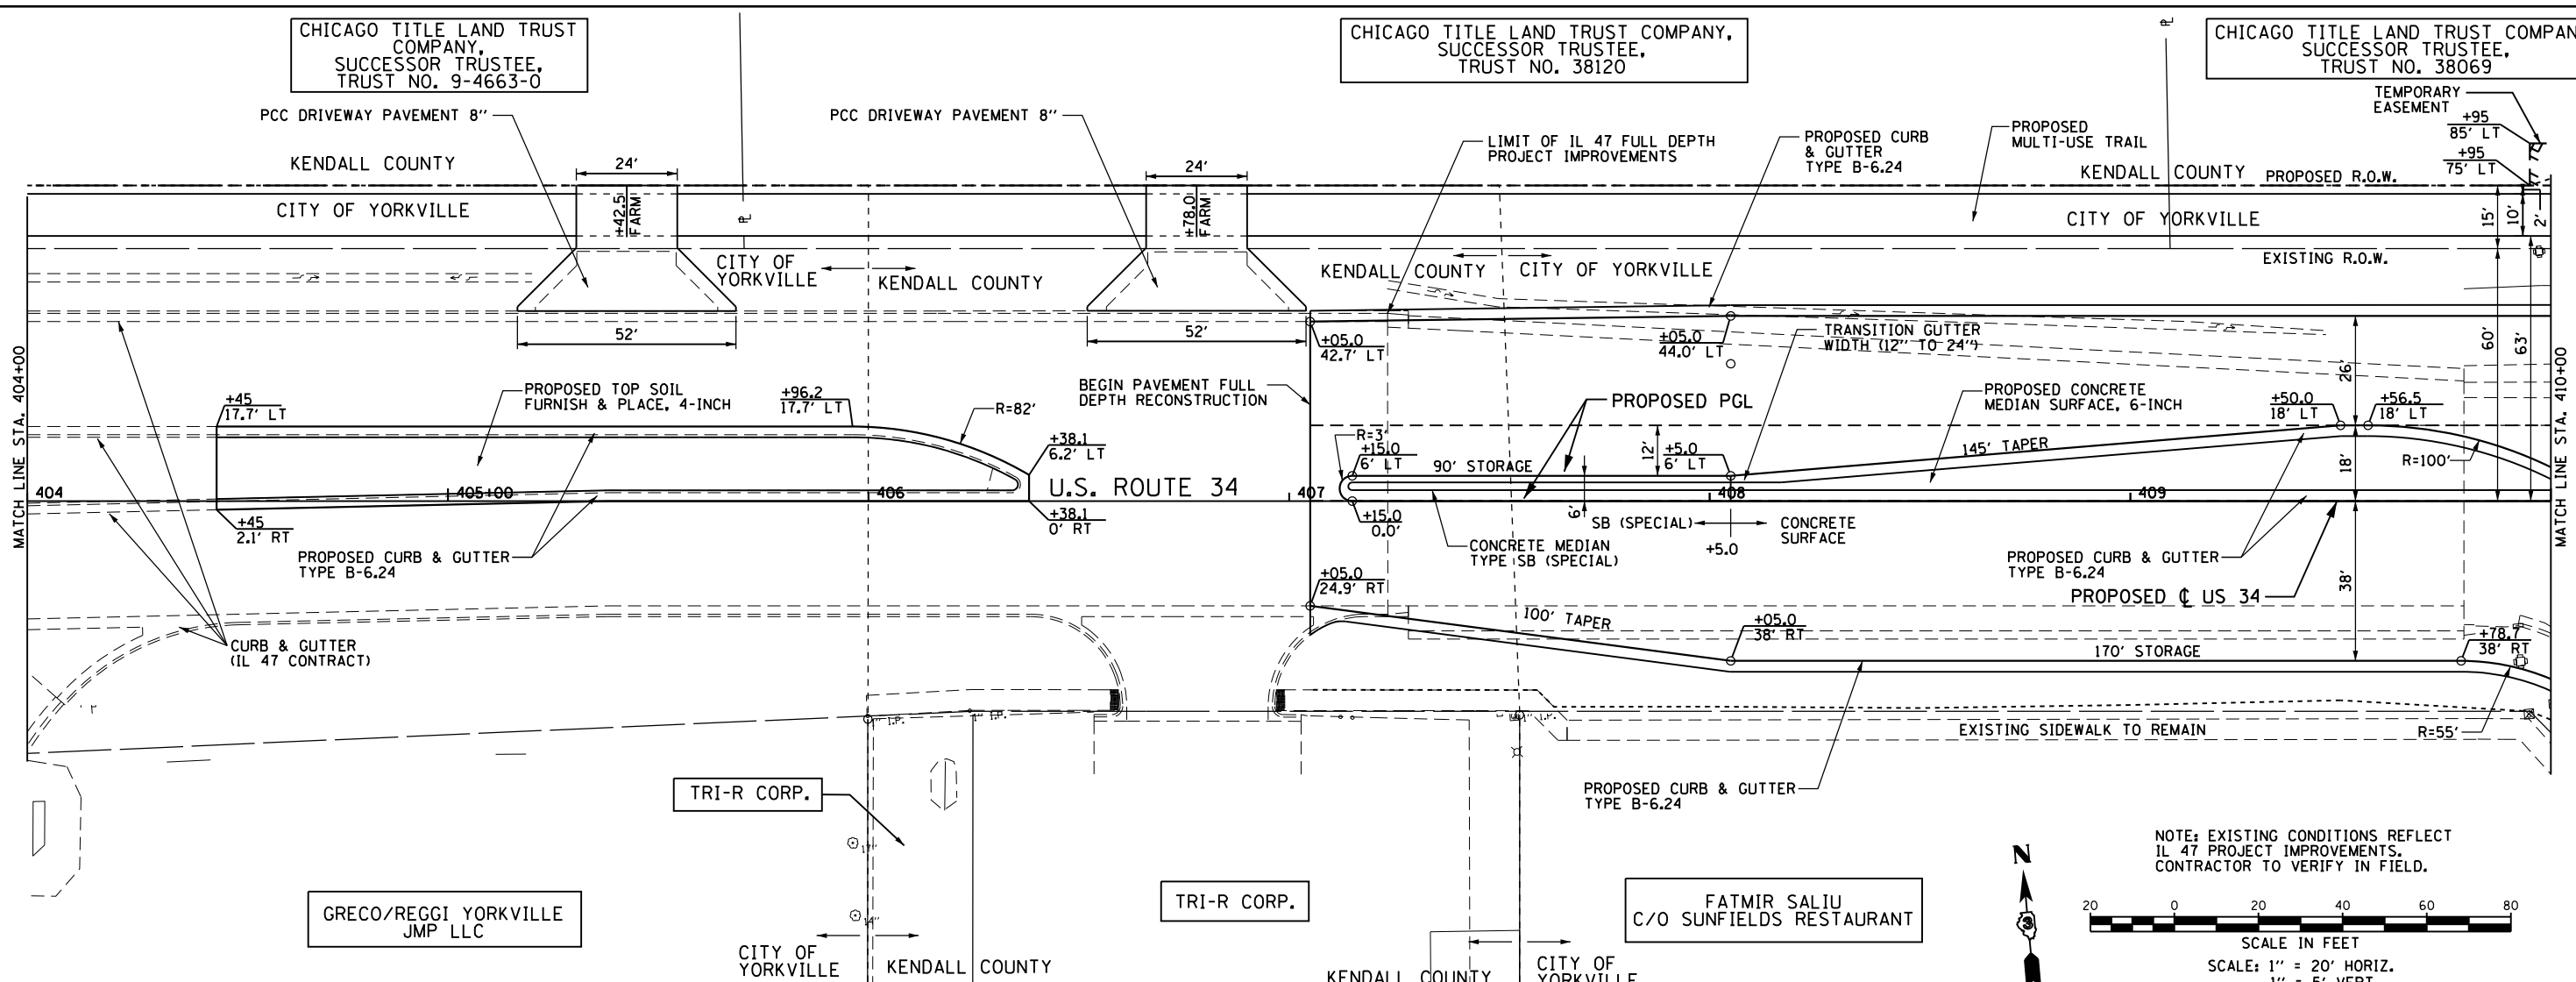 CHICAGO TITLE LAND TRUST
COMPANY,
SUCCESSOR TRUSTEE,
TRUST NO. 9-4663-0
CHICAGO TITLE LAND TRUST COMPANY,
SUCCESSOR TRUSTEE,
TRUST NO. 38120
CHICAGO TITLE LAND TRUST COMPAN
SUCCESSOR TRUSTEE,
TRUST NO. 38069
PCC DRIVEWAY PAVEMENT 8''
PCC DRIVEWAY PAVEMENT 8''
LIMIT OF IL 47 FULL DEPTH
PROJECT IMPROVEMENTS
PROPOSED CURB
& GUTTER
TYPE B-6.24
PROPOSED
MULTI-USE TRAIL
TEMPORARY
EASEMENT
+95
85' LT
+95
75' LT
KENDALL COUNTY
24'
24'
KENDALL COUNTY
PROPOSED R.O.W.
CITY OF YORKVILLE
+42.5
FARM
+78.0
FARM
CITY OF YORKVILLE
15'
10'
2'
CITY OF
YORKVILLE
KENDALL COUNTY
KENDALL COUNTY
CITY OF YORKVILLE
EXISTING R.O.W.
52'
52'
+05.0
42.7' LT
+05.0
44.0' LT
TRANSITION GUTTER
WIDTH (12'' TO 24'')
60'
63'
26'
MATCH LINE STA. 404+00
MATCH LINE STA. 410+00
+45
17.7' LT
PROPOSED TOP SOIL
FURNISH & PLACE, 4-INCH
+96.2
17.7' LT
R=82'
BEGIN PAVEMENT FULL
DEPTH RECONSTRUCTION
PROPOSED PGL
PROPOSED CONCRETE
MEDIAN SURFACE, 6-INCH
+50.0
18' LT
+56.5
18' LT
+38.1
6.2' LT
R=3'
+15.0
6' LT
90' STORAGE
12'
+5.0
6' LT
145' TAPER
18'
R=100'
404
405+00
406
U.S. ROUTE 34
407
408
409
+45
2.1' RT
+38.1
0' RT
+15.0
0.0'
6'
SB (SPECIAL)
CONCRETE
SURFACE
+5.0
PROPOSED CURB & GUTTER
TYPE B-6.24
CONCRETE MEDIAN
TYPE SB (SPECIAL)
PROPOSED CURB & GUTTER
TYPE B-6.24
+05.0
24.9' RT
38'
PROPOSED ℄ US 34
100' TAPER
+05.0
38' RT
170' STORAGE
+78.7
38' RT
CURB & GUTTER
(IL 47 CONTRACT)
1'' I.P.
EXISTING SIDEWALK TO REMAIN
R=55'
TRI-R CORP.
PROPOSED CURB & GUTTER
TYPE B-6.24
17''
14''
NOTE: EXISTING CONDITIONS REFLECT
IL 47 PROJECT IMPROVEMENTS.
CONTRACTOR TO VERIFY IN FIELD.
N
3
GRECO/REGGI YORKVILLE
JMP LLC
TRI-R CORP.
FATMIR SALIU
C/O SUNFIELDS RESTAURANT
20 0 20 40 60 80
SCALE IN FEET
SCALE: 1'' = 20' HORIZ.
1'' = 5' VERT.
CITY OF
YORKVILLE
KENDALL COUNTY
KENDALL COUNTY
CITY OF
YORKVILLE